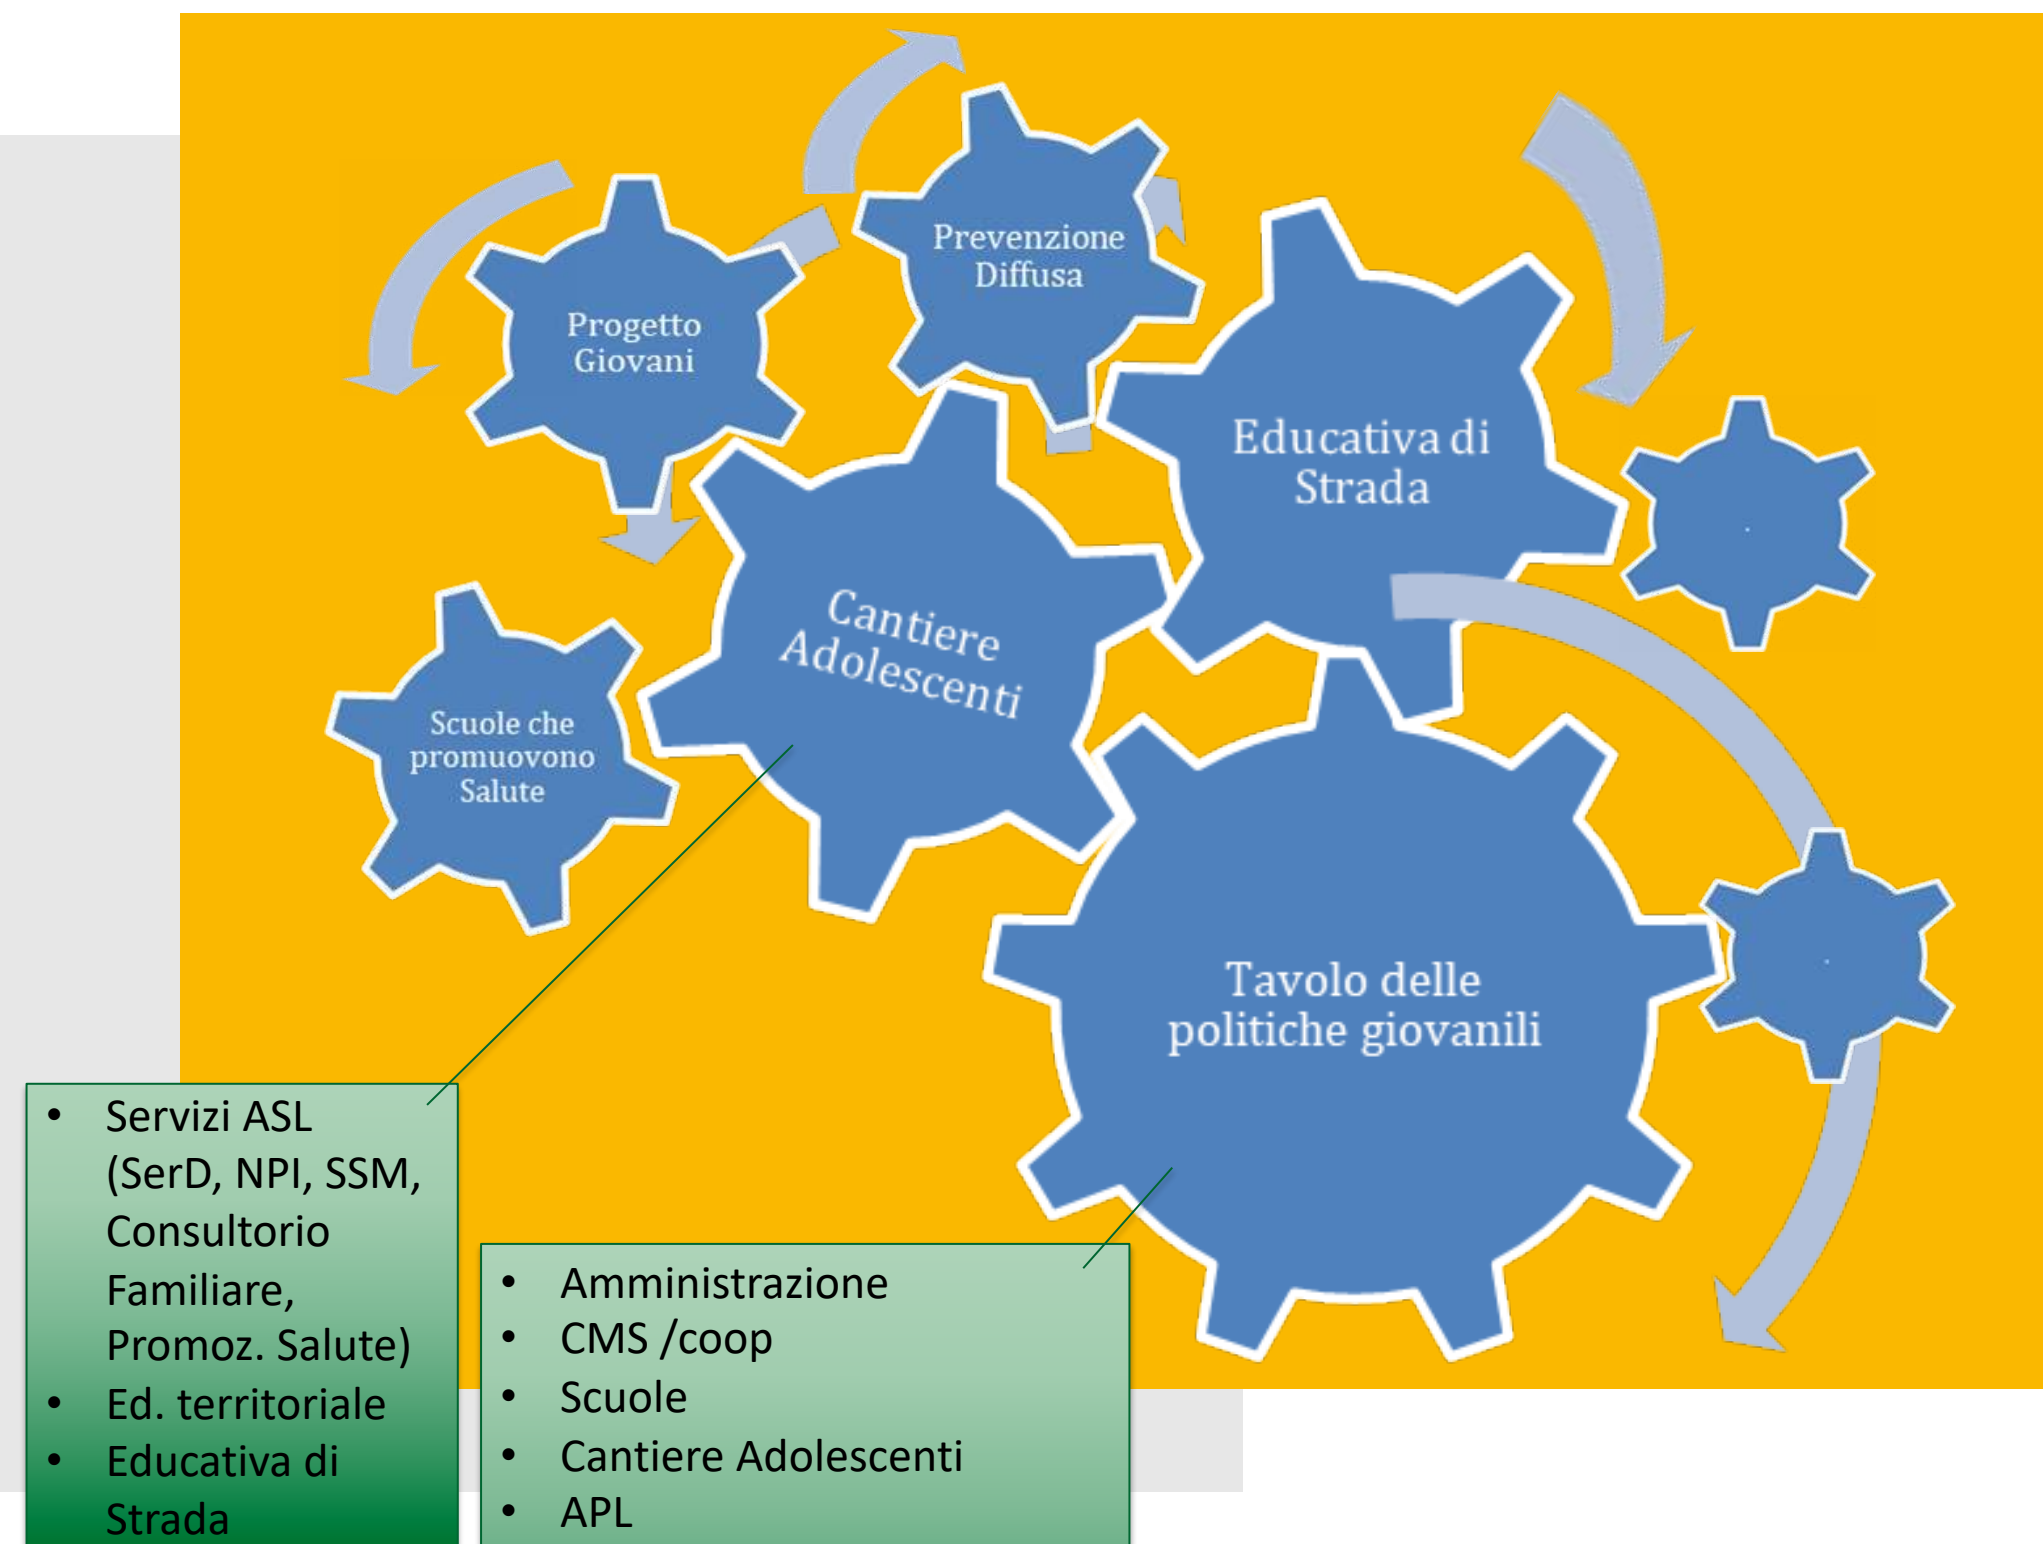 Prevenzione
Diffusa
Progetto
Giovani
Educativa di
Strada
Cantiere
Adolescenti
Scuole che
promuovono
Salute
Tavolo delle
politiche giovanili
• Servizi ASL
(SerD, NPI, SSM,
Consultorio
Familiare,
Promoz. Salute)
• Ed. territoriale
• Educativa di
Strada
• Amministrazione
• CMS /coop
• Scuole
• Cantiere Adolescenti
• APL